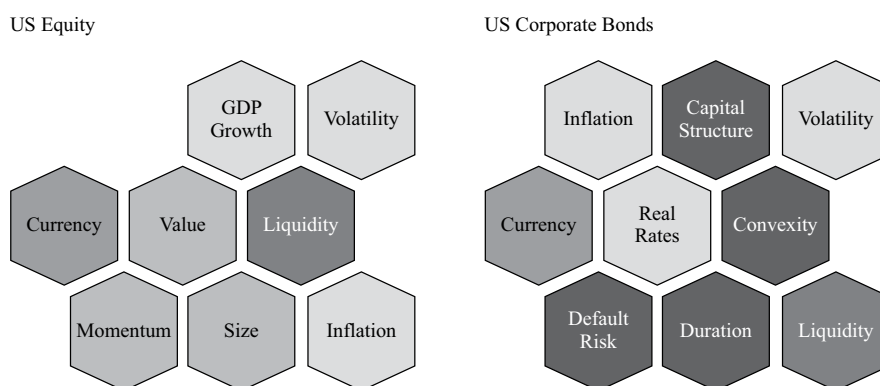 US Equity
GDP
Growth
Volatility
Currency
Value
Liquidity
Momentum
Size
Inflation
US Corporate Bonds
Inflation
Capital
Structure
Volatility
Currency
Real
Rates
Convexity
Default
Risk
Duration
Liquidity